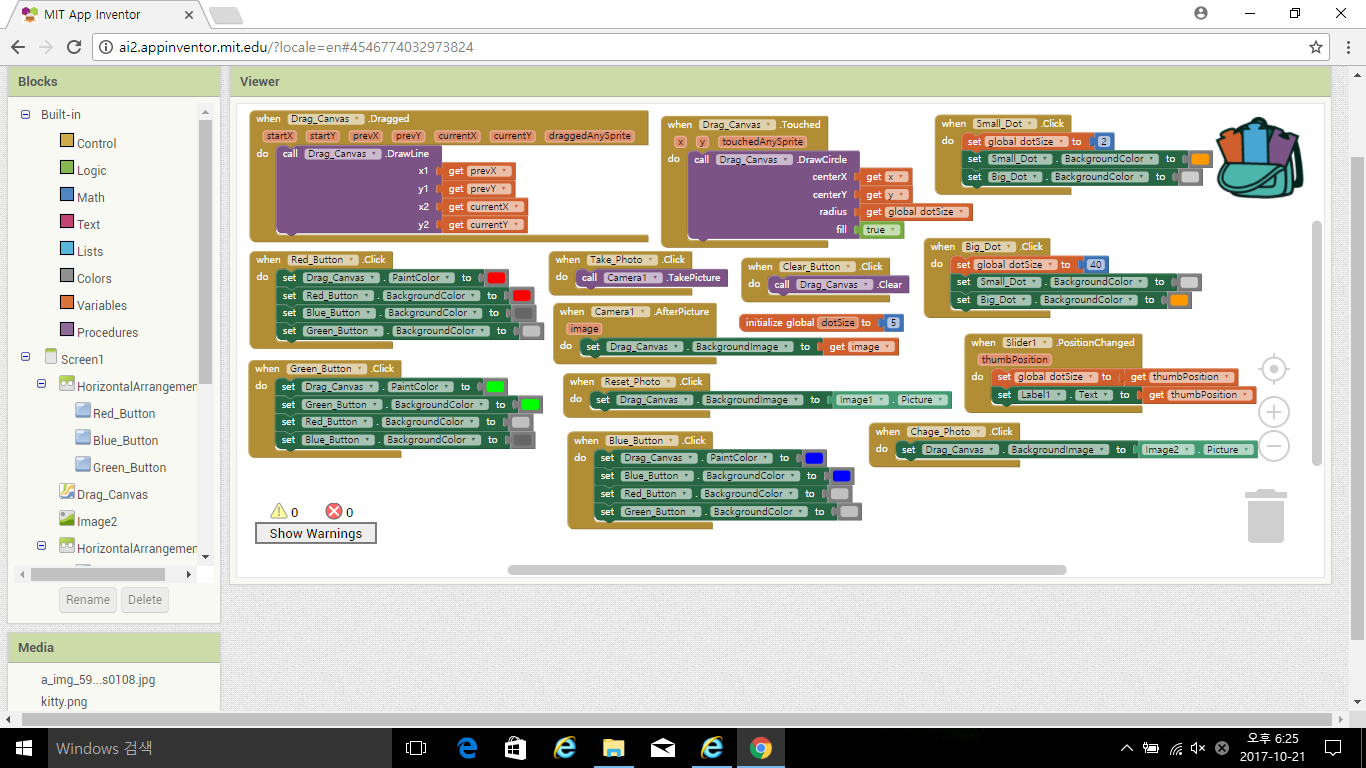 MIT App Inventor
ai2.appinventor.mit.edu/?locale=en#4546774032973824
Blocks
Built-in
Control
Logic
Math
Text
Lists
Colors
Variables
Procedures
Screen1
HorizontalArrangemen
Red_Button
Blue_Button
Green_Button
Drag_Canvas
Image2
HorizontalArrangemen
Rename Delete
Media
a_img_59...s0108.jpg
kitty.png
Viewer
when Drag_Canvas .Dragged
startX startY prevX prevY currentX currentY draggedAnySprite
do call Drag_Canvas .DrawLine
x1 get prevX
y1 get prevY
x2 get currentX
y2 get currentY
when Drag_Canvas .Touched
x y touchedAnySprite
do call Drag_Canvas .DrawCircle
centerX get x
centerY get y
radius get global dotSize
fill true
when Small_Dot .Click
do set global dotSize to 2
set Small_Dot . BackgroundColor to
set Big_Dot . BackgroundColor to
when Red_Button .Click
do set Drag_Canvas . PaintColor to
set Red_Button . BackgroundColor to
set Blue_Button . BackgroundColor to
set Green_Button . BackgroundColor to
when Take_Photo .Click
do call Camera1 .TakePicture
when Clear_Button .Click
do call Drag_Canvas .Clear
when Big_Dot .Click
do set global dotSize to 40
set Small_Dot . BackgroundColor to
set Big_Dot . BackgroundColor to
when Camera1 .AfterPicture
image
do set Drag_Canvas . BackgroundImage to get image
initialize global dotSize to 5
when Slider1 .PositionChanged
thumbPosition
do set global dotSize to get thumbPosition
set Label1 . Text to get thumbPosition
when Green_Button .Click
do set Drag_Canvas . PaintColor to
set Green_Button . BackgroundColor to
set Red_Button . BackgroundColor to
set Blue_Button . BackgroundColor to
when Reset_Photo .Click
do set Drag_Canvas . BackgroundImage to Image1 . Picture
when Blue_Button .Click
do set Drag_Canvas . PaintColor to
set Blue_Button . BackgroundColor to
set Red_Button . BackgroundColor to
set Green_Button . BackgroundColor to
when Chage_Photo .Click
do set Drag_Canvas . BackgroundImage to Image2 . Picture
0 0
Show Warnings
Windows 검색
오후 6:25
2017-10-21